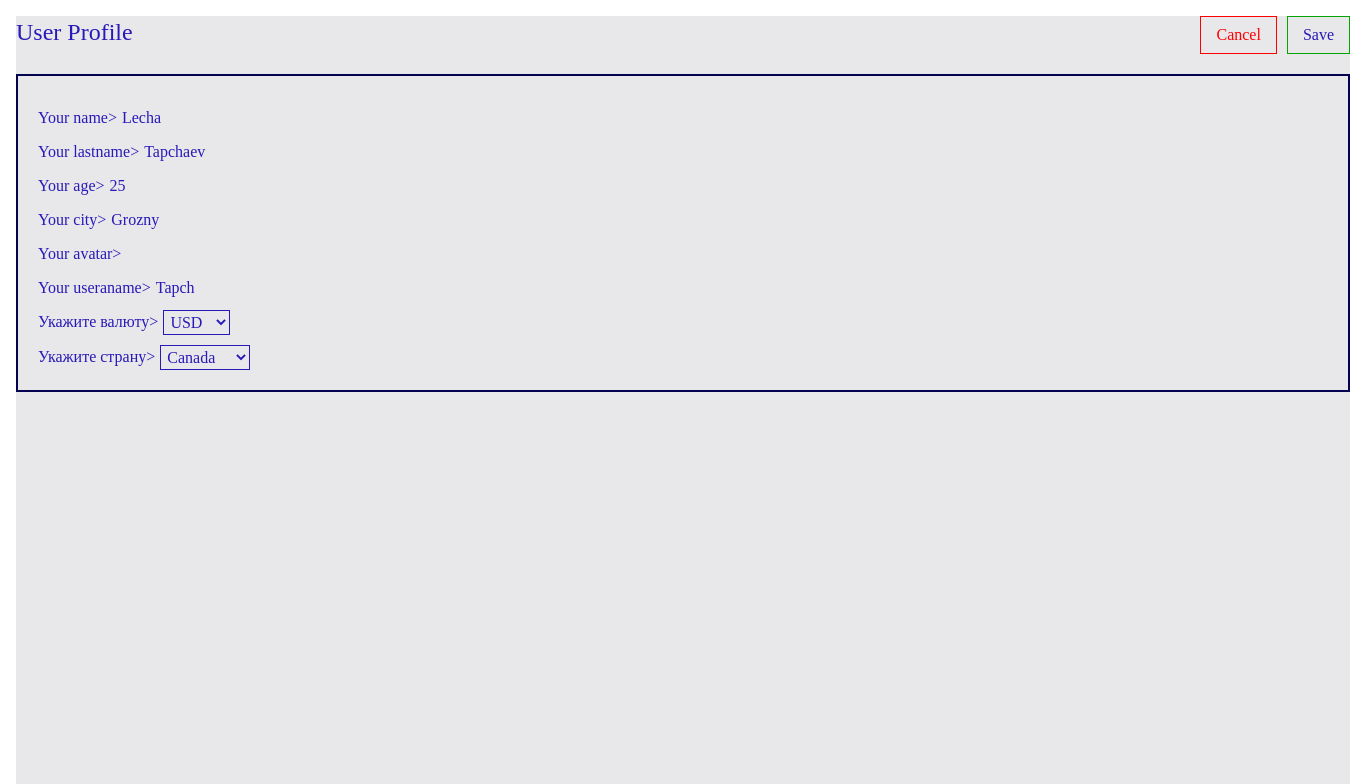 User Profile
Cancel
Save
Your name> Lecha
Your lastname> Tapchaev
Your age> 25
Your city> Grozny
Your avatar>
Your useraname> Tapch
Укажите валюту> USD
Укажите страну> Canada